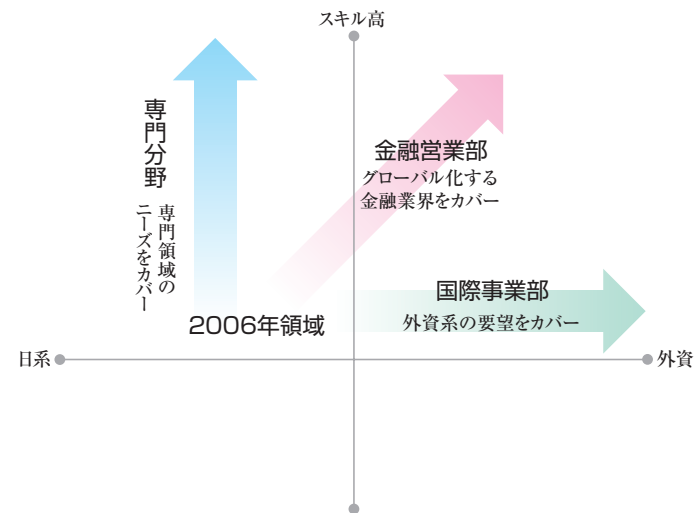 スキル高
専門分野
専門領域の
ニーズをカバー
金融営業部
グローバル化する
金融業界をカバー
国際事業部
外資系の要望をカバー
2006年領域
日系
外資